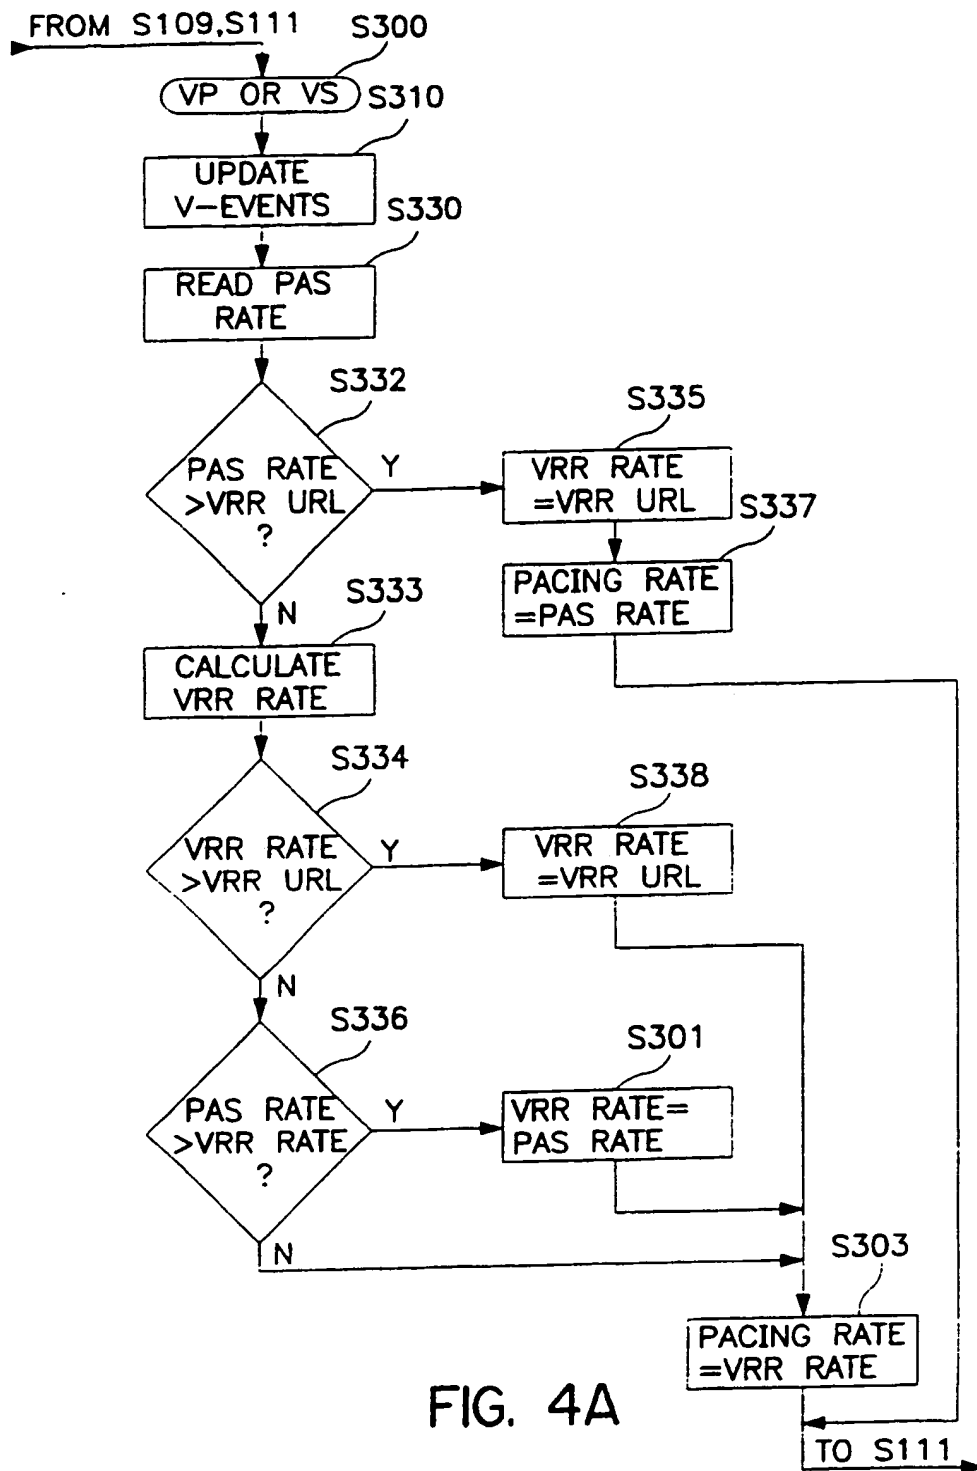 FROM S109,S111
S300
VP OR VS
S310
UPDATE
V-EVENTS
S330
READ PAS
RATE
S332
PAS RATE
>VRR URL
?
Y
N
S335
VRR RATE
=VRR URL
S337
PACING RATE
=PAS RATE
S333
CALCULATE
VRR RATE
S334
VRR RATE
>VRR URL
?
Y
N
S338
VRR RATE
=VRR URL
S336
PAS RATE
>VRR RATE
?
Y
N
S301
VRR RATE=
PAS RATE
S303
PACING RATE
=VRR RATE
TO S111
FIG. 4A